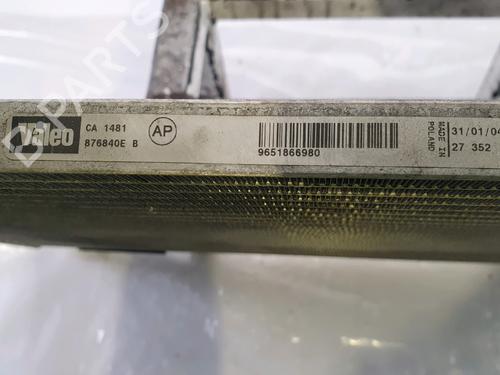 Valeo
CA 1481
876840E B
AP
9651866980
MADE IN
POLAND
31/01/04
27 352
B-Parts